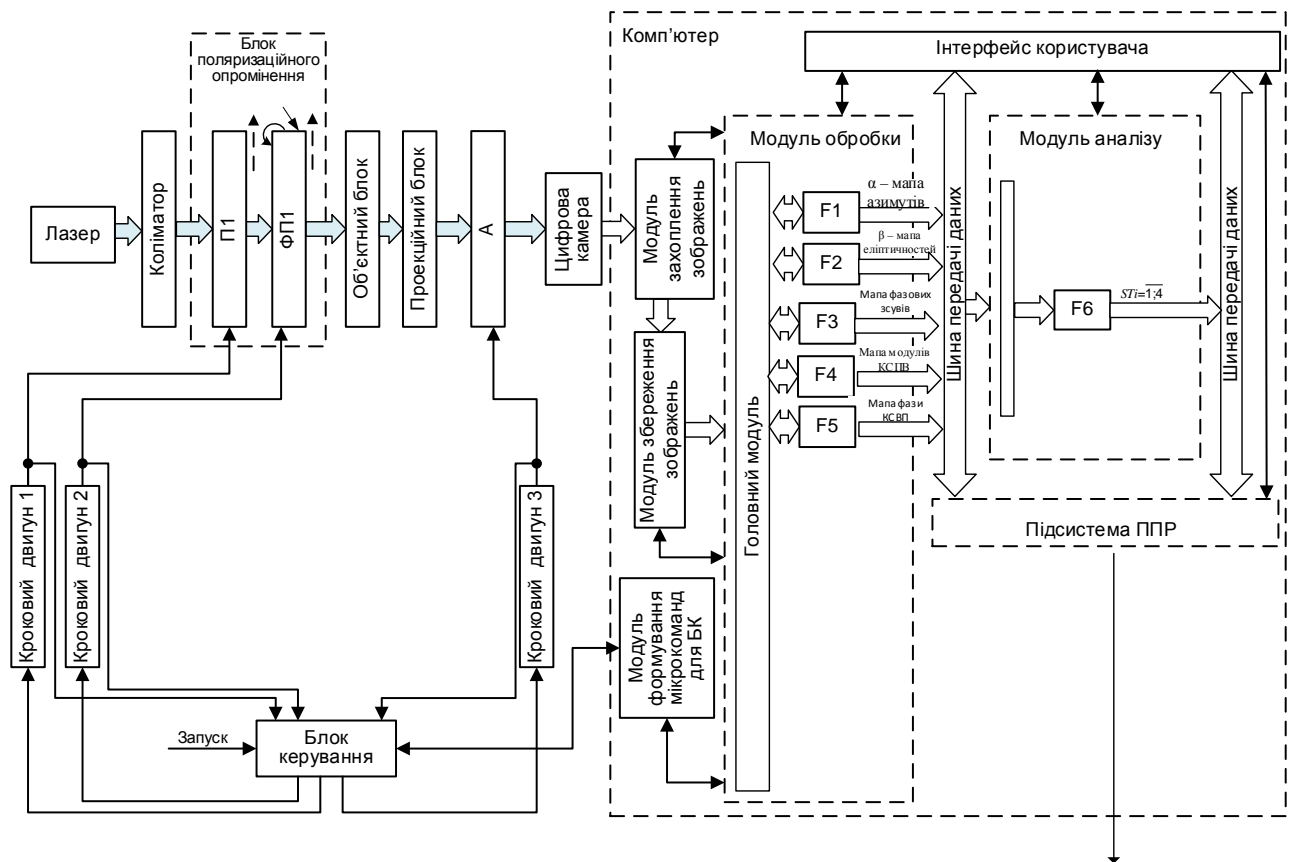 Блок
поляризаційного
опромінення
Лазер
Коліматор
П1
ФП1
Об'єктний блок
Проекційний блок
А
Цифрова
камера
Кроковий двигун 1
Кроковий двигун 2
Кроковий двигун 3
Запуск
Блок
керування
Комп'ютер
Інтерфейс користувача
Модуль
захоплення
зображень
Модуль збереження
зображень
Модуль
формування
мікрокоманд
для БК
Модуль обробки
Головний модуль
F1
α – мапа
азимутів
F2
β – мапа
еліптичностей
F3
Мапа фазових
зсувів
F4
Мапа модулів
КСПВ
F5
Мапа фази
КСВП
Шина передачі даних
Модуль аналізу
F6
STi=1;4
Шина передачі даних
Підсистема ППР